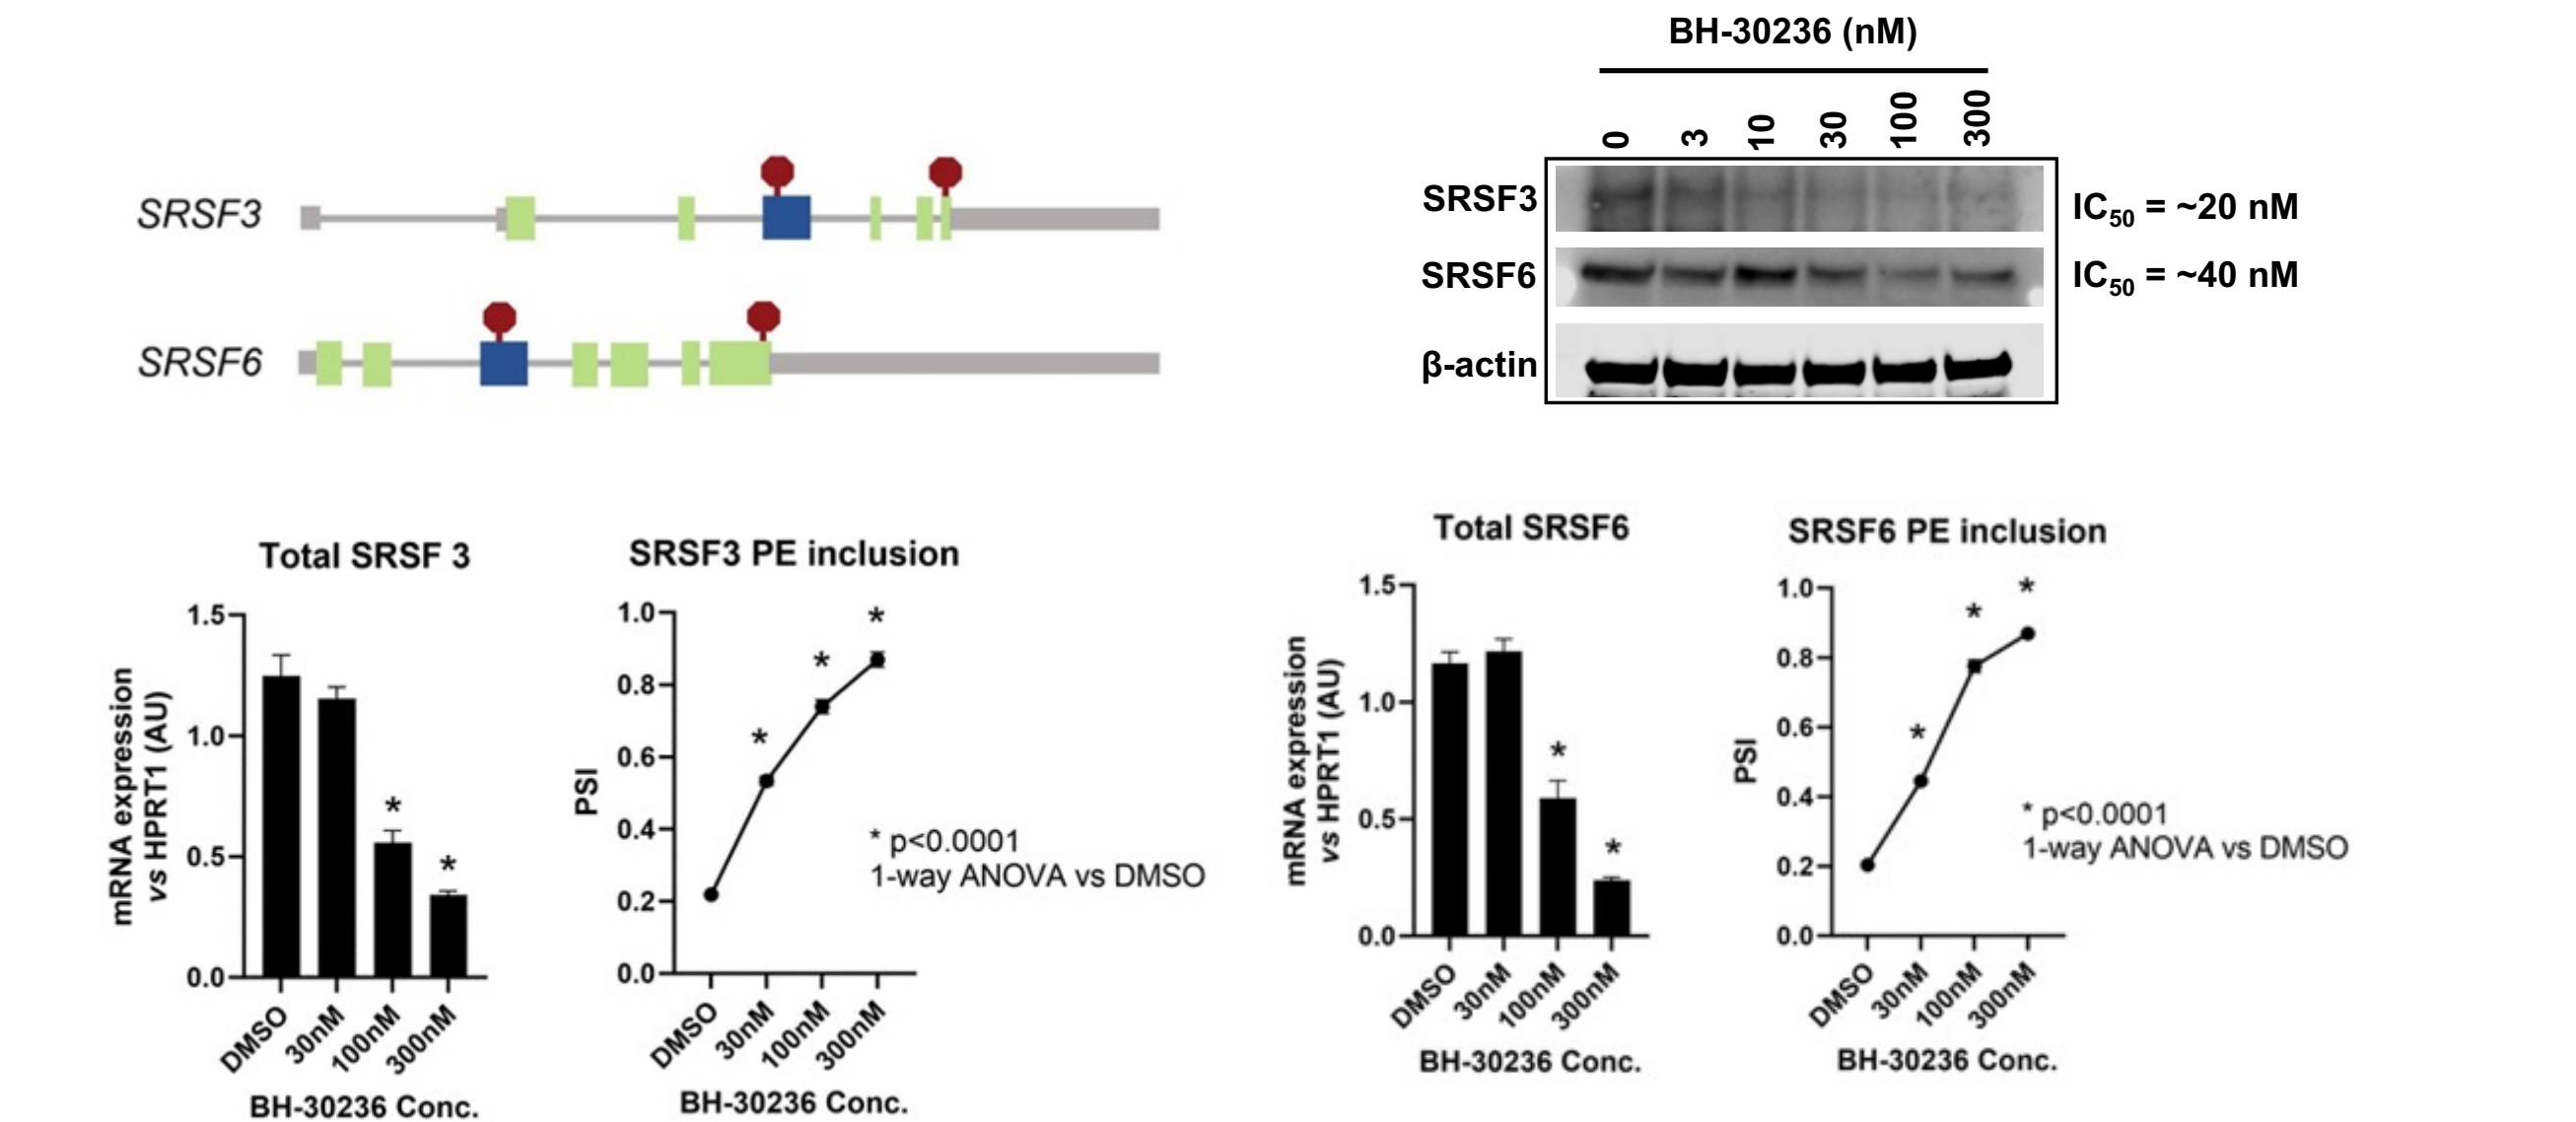 SRSF3
SRSF6
BH-30236 (nM)
0 3 10 30 100 300
SRSF3 IC50 = ~20 nM
SRSF6 IC50 = ~40 nM
β-actin
Total SRSF 3
mRNA expression
vs HPRT1 (AU)
1.5
1.0
0.5
0.0
*
*
DMSO 30nM 100nM 300nM
BH-30236 Conc.
SRSF3 PE inclusion
PSI
1.0
0.8
0.6
0.4
0.2
0.0
*
*
*
* p<0.0001
1-way ANOVA vs DMSO
DMSO 30nM 100nM 300nM
BH-30236 Conc.
Total SRSF6
mRNA expression
vs HPRT1 (AU)
1.5
1.0
0.5
0.0
*
*
DMSO 30nM 100nM 300nM
BH-30236 Conc.
SRSF6 PE inclusion
PSI
1.0
0.8
0.6
0.4
0.2
0.0
*
*
*
* p<0.0001
1-way ANOVA vs DMSO
DMSO 30nM 100nM 300nM
BH-30236 Conc.